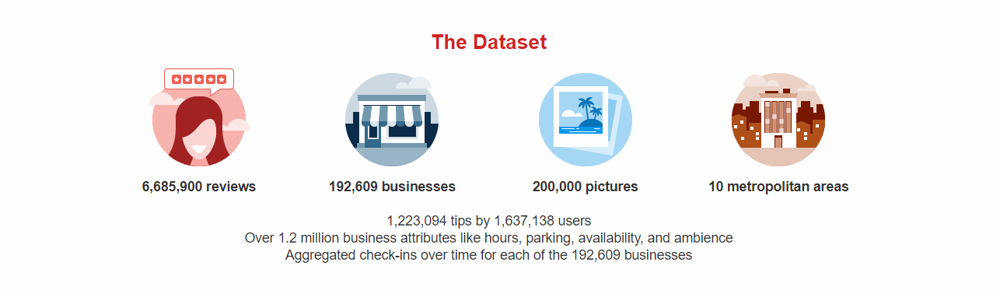 The Dataset
6,685,900 reviews
192,609 businesses
200,000 pictures
10 metropolitan areas
1,223,094 tips by 1,637,138 users
Over 1.2 million business attributes like hours, parking, availability, and ambience
Aggregated check-ins over time for each of the 192,609 businesses